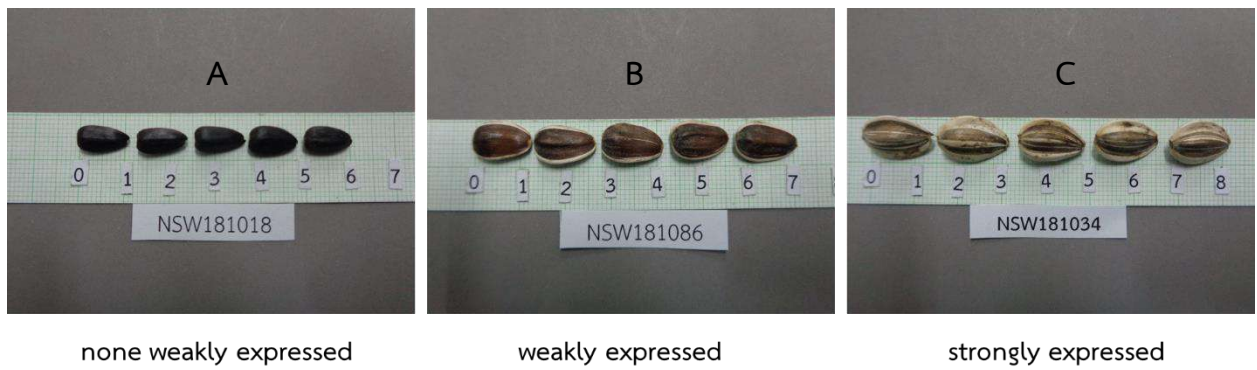 A
B
C
0 1 2 3 4 5 6 7
0 1 2 3 4 5 6 7
0 1 2 3 4 5 6 7 8
NSW181018
NSW181086
NSW181034
none weakly expressed
weakly expressed
strongly expressed